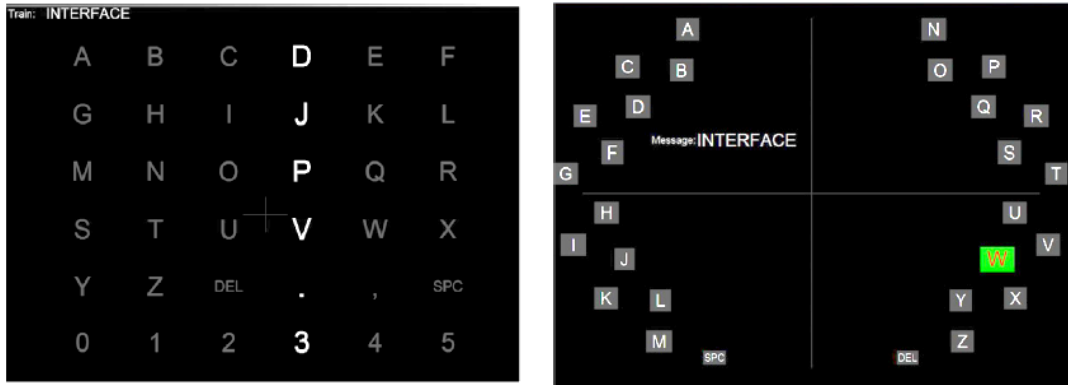 Train: INTERFACE
A B C D E F
G H I J K L
M N O P Q R
S T U V W X
Y Z DEL . , SPC
0 1 2 3 4 5
A N
C B O P
E D Q R
F Message: INTERFACE S
G T
H U
I J W V
K L Y X
M Z
SPC DEL